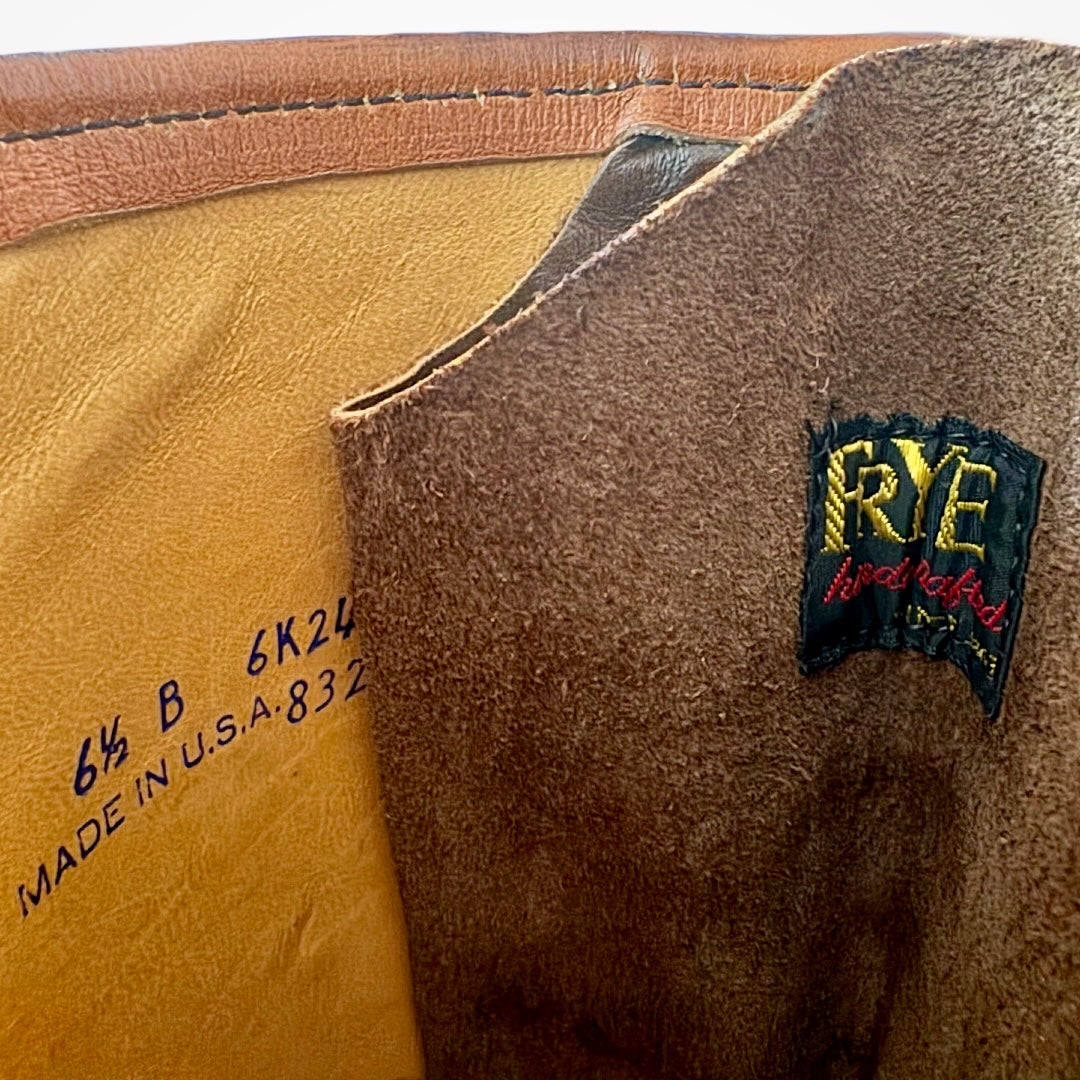 6½ B 6K24
MADE IN U.S.A. 832
FRYE
handcrafted